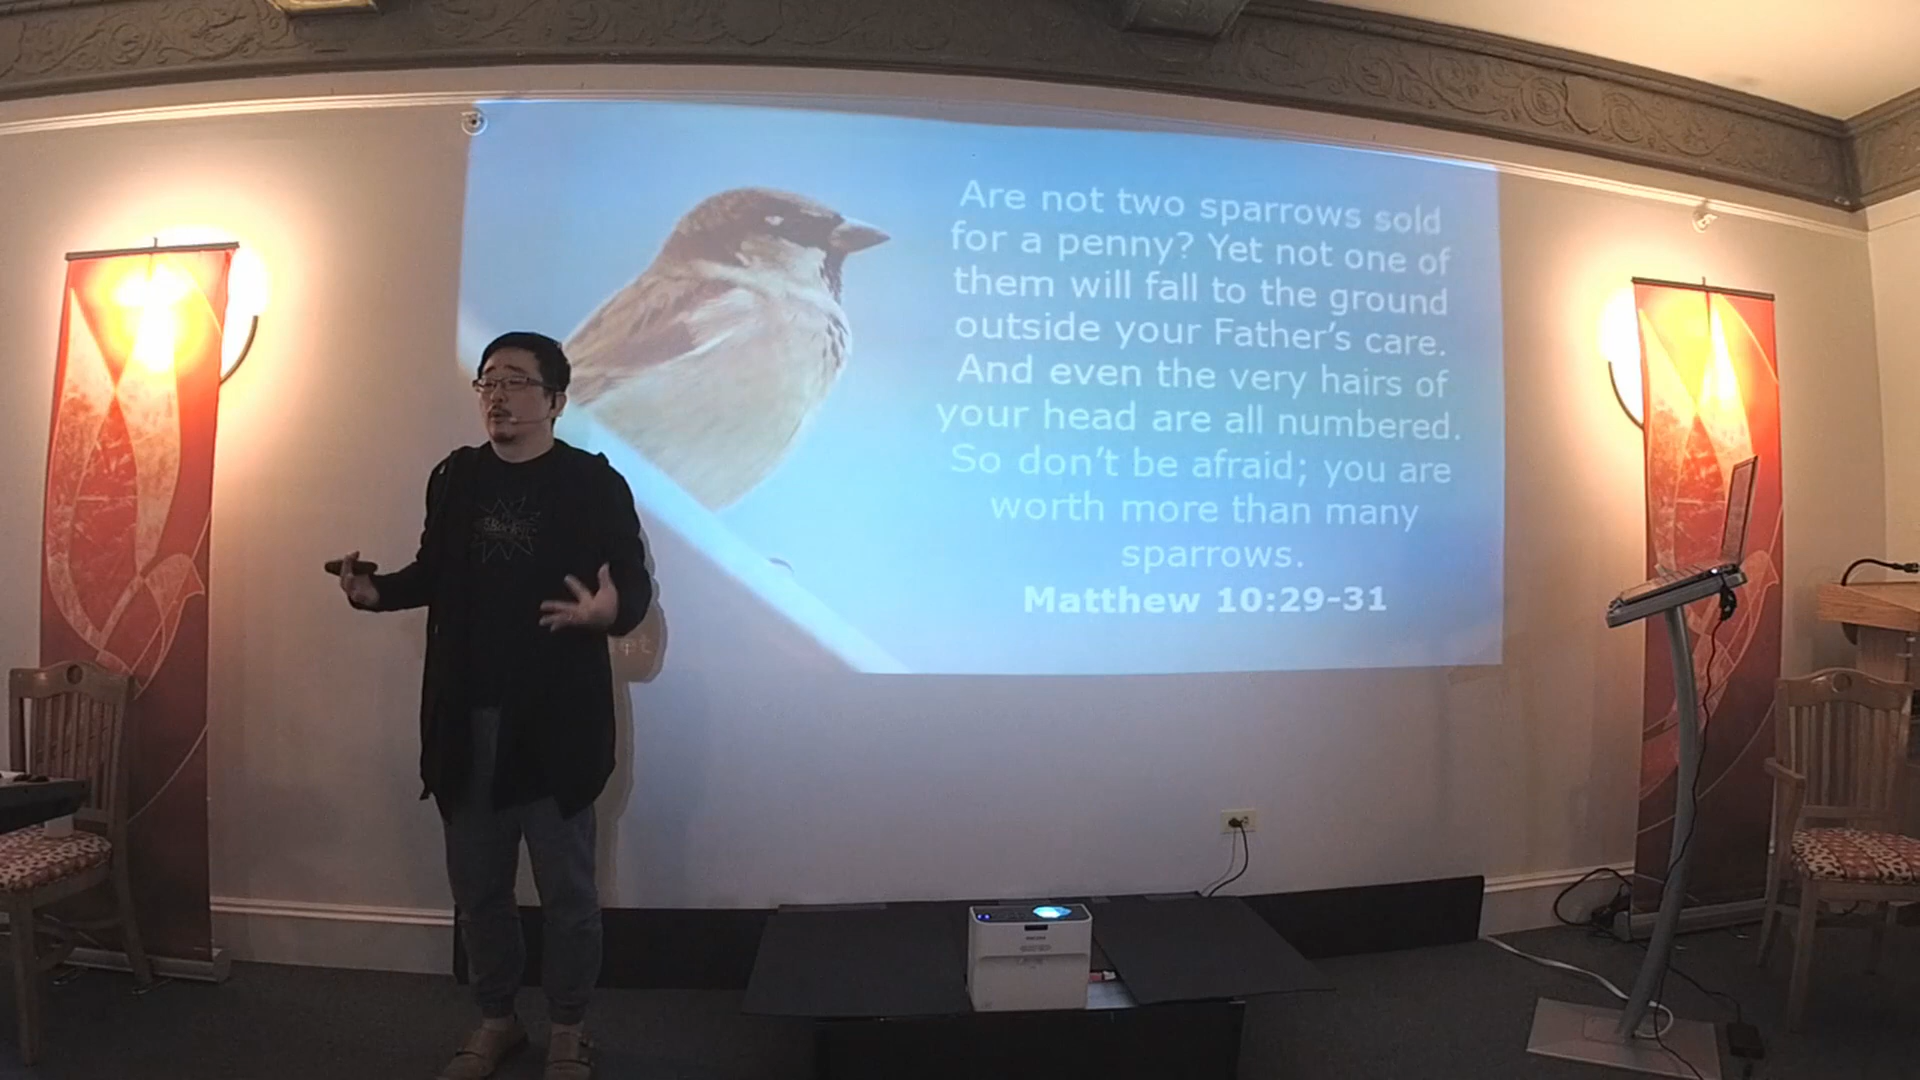 Are not two sparrows sold
for a penny? Yet not one of
them will fall to the ground
outside your Father's care.
And even the very hairs of
your head are all numbered.
So don't be afraid; you are
worth more than many
sparrows.
Matthew 10:29-31